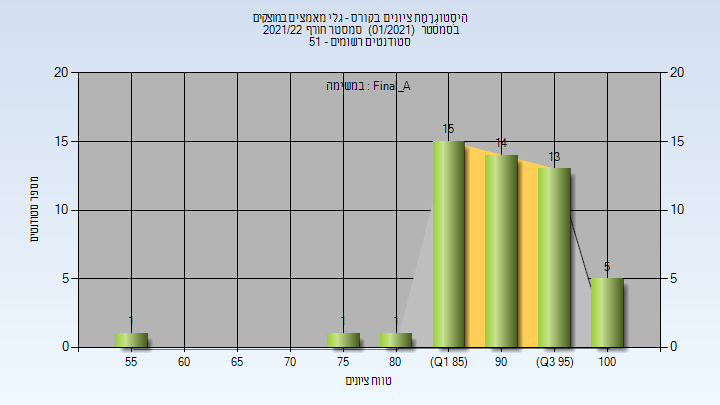 היסטוגרמת ציונים בקורס - גלי מאמצים במוצקים
בסמסטר (01/2021) סמסטר חורף 2021/22
סטודנטים רשומים - 51
במשימה : Final_A
20 20
15 15
10 10
5 5
0 0
1 1 1 15 14 13 5
55 60 65 70 75 80 (Q1 85) 90 (Q3 95) 100
מספר סטודנטים
טווח ציונים